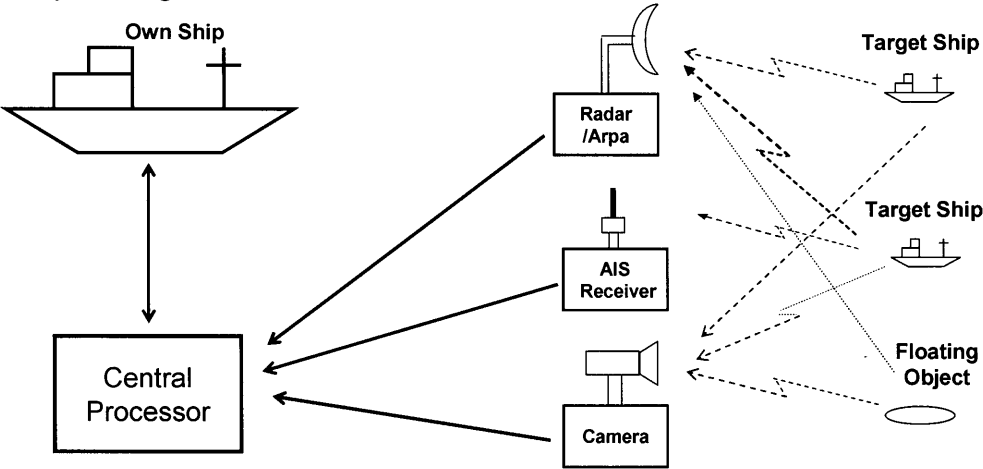 Own Ship
Radar
/Arpa
Target Ship
Target Ship
AIS
Receiver
Central
Processor
Floating
Object
Camera